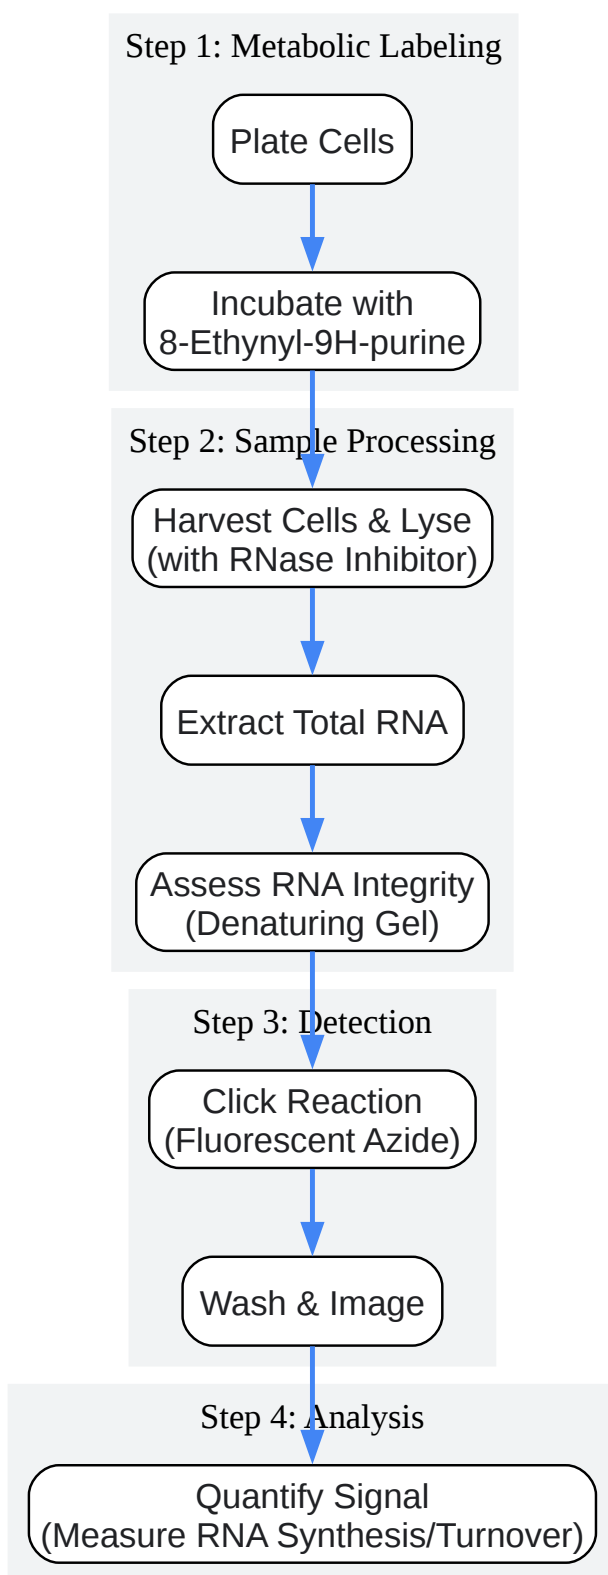 Step 1: Metabolic Labeling
Plate Cells
Incubate with
8-Ethynyl-9H-purine
Step 2: Sample Processing
Harvest Cells & Lyse
(with RNase Inhibitor)
Extract Total RNA
Assess RNA Integrity
(Denaturing Gel)
Step 3: Detection
Click Reaction
(Fluorescent Azide)
Wash & Image
Step 4: Analysis
Quantify Signal
(Measure RNA Synthesis/Turnover)